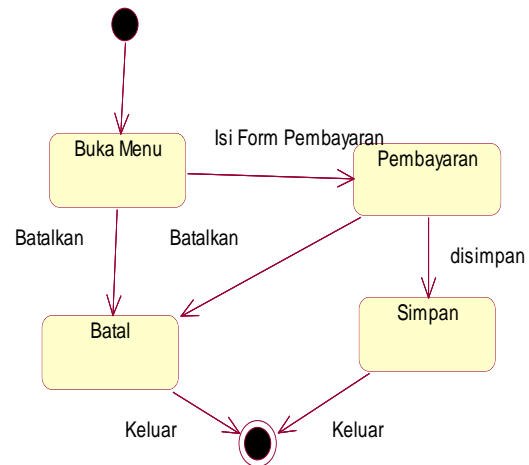 Isi Form Pembayaran
Buka Menu
Pembayaran
Batalkan
Batalkan
disimpan
Batal
Simpan
Keluar
Keluar